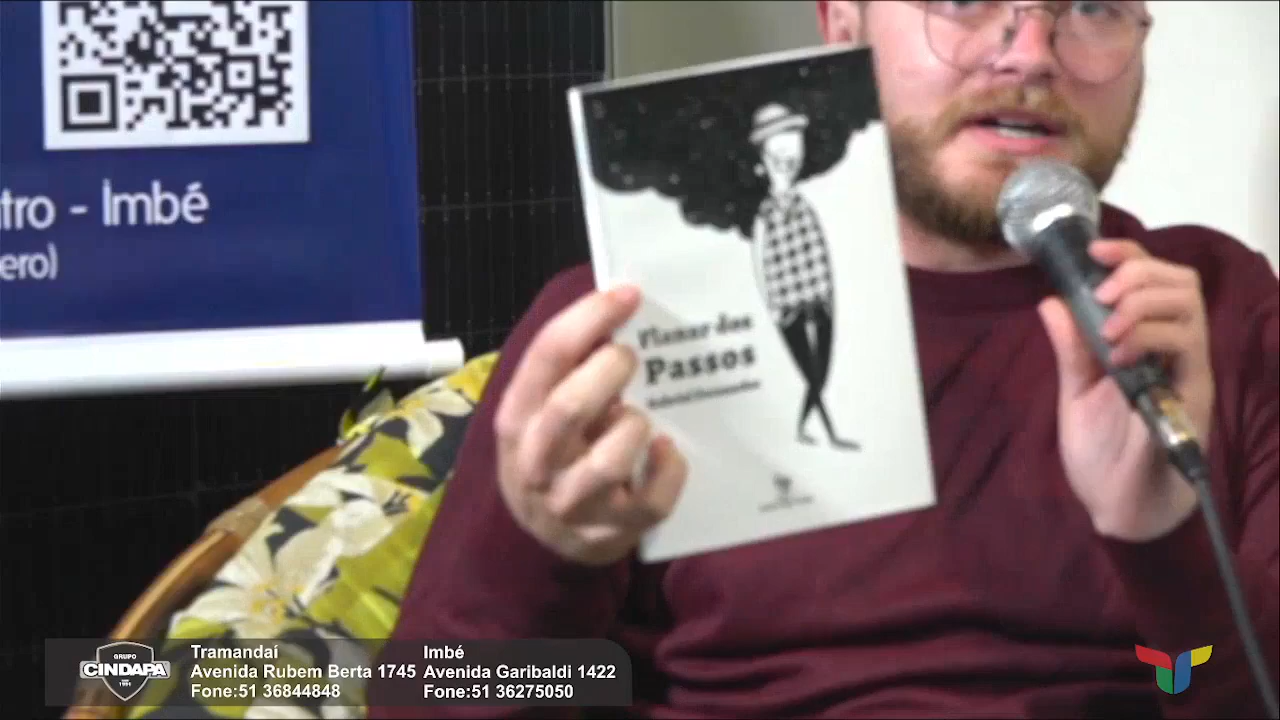 tro - Imbé
ero)
Flanar dos
Passos
GRUPO
CINDAPA
Tramandaí
Avenida Rubem Berta 1745
Fone:51 36844848
Imbé
Avenida Garibaldi 1422
Fone:51 36275050